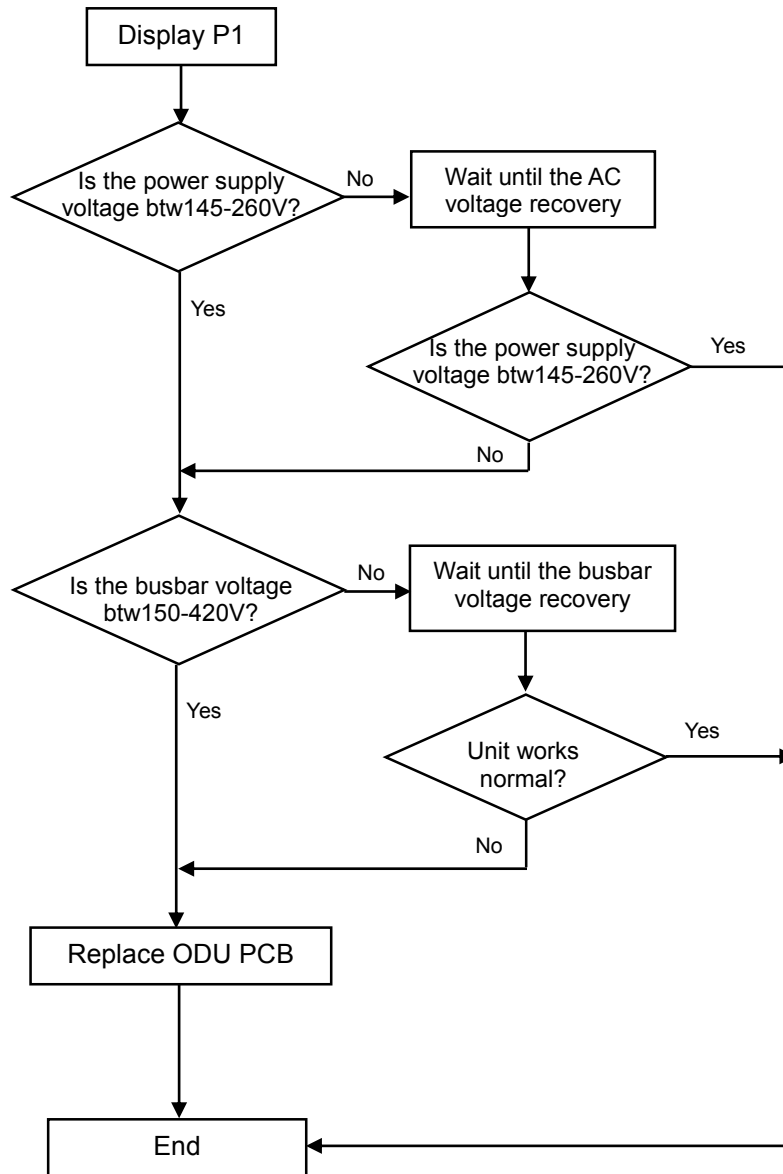 Display P1
Is the power supply
voltage btw145-260V?
No
Wait until the AC
voltage recovery
Yes
Is the power supply
voltage btw145-260V?
Yes
No
Is the busbar voltage
btw150-420V?
No
Wait until the busbar
voltage recovery
Yes
Unit works
normal?
Yes
No
Replace ODU PCB
End